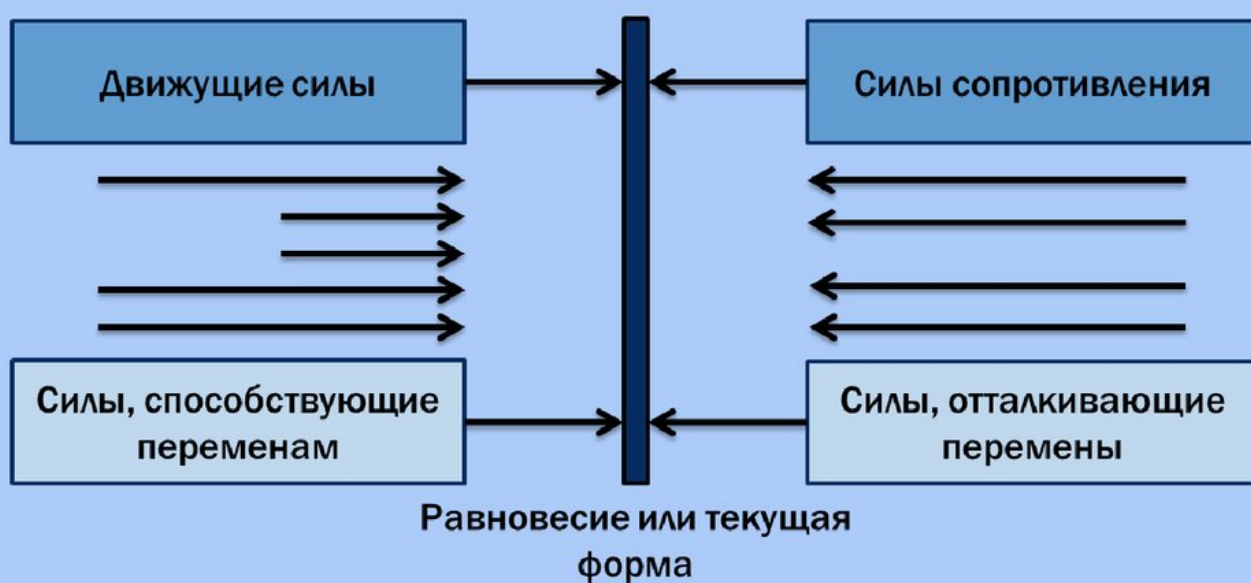 Движущие силы
Силы сопротивления
Силы, способствующие
переменам
Силы, отталкивающие
перемены
Равновесие или текущая
форма